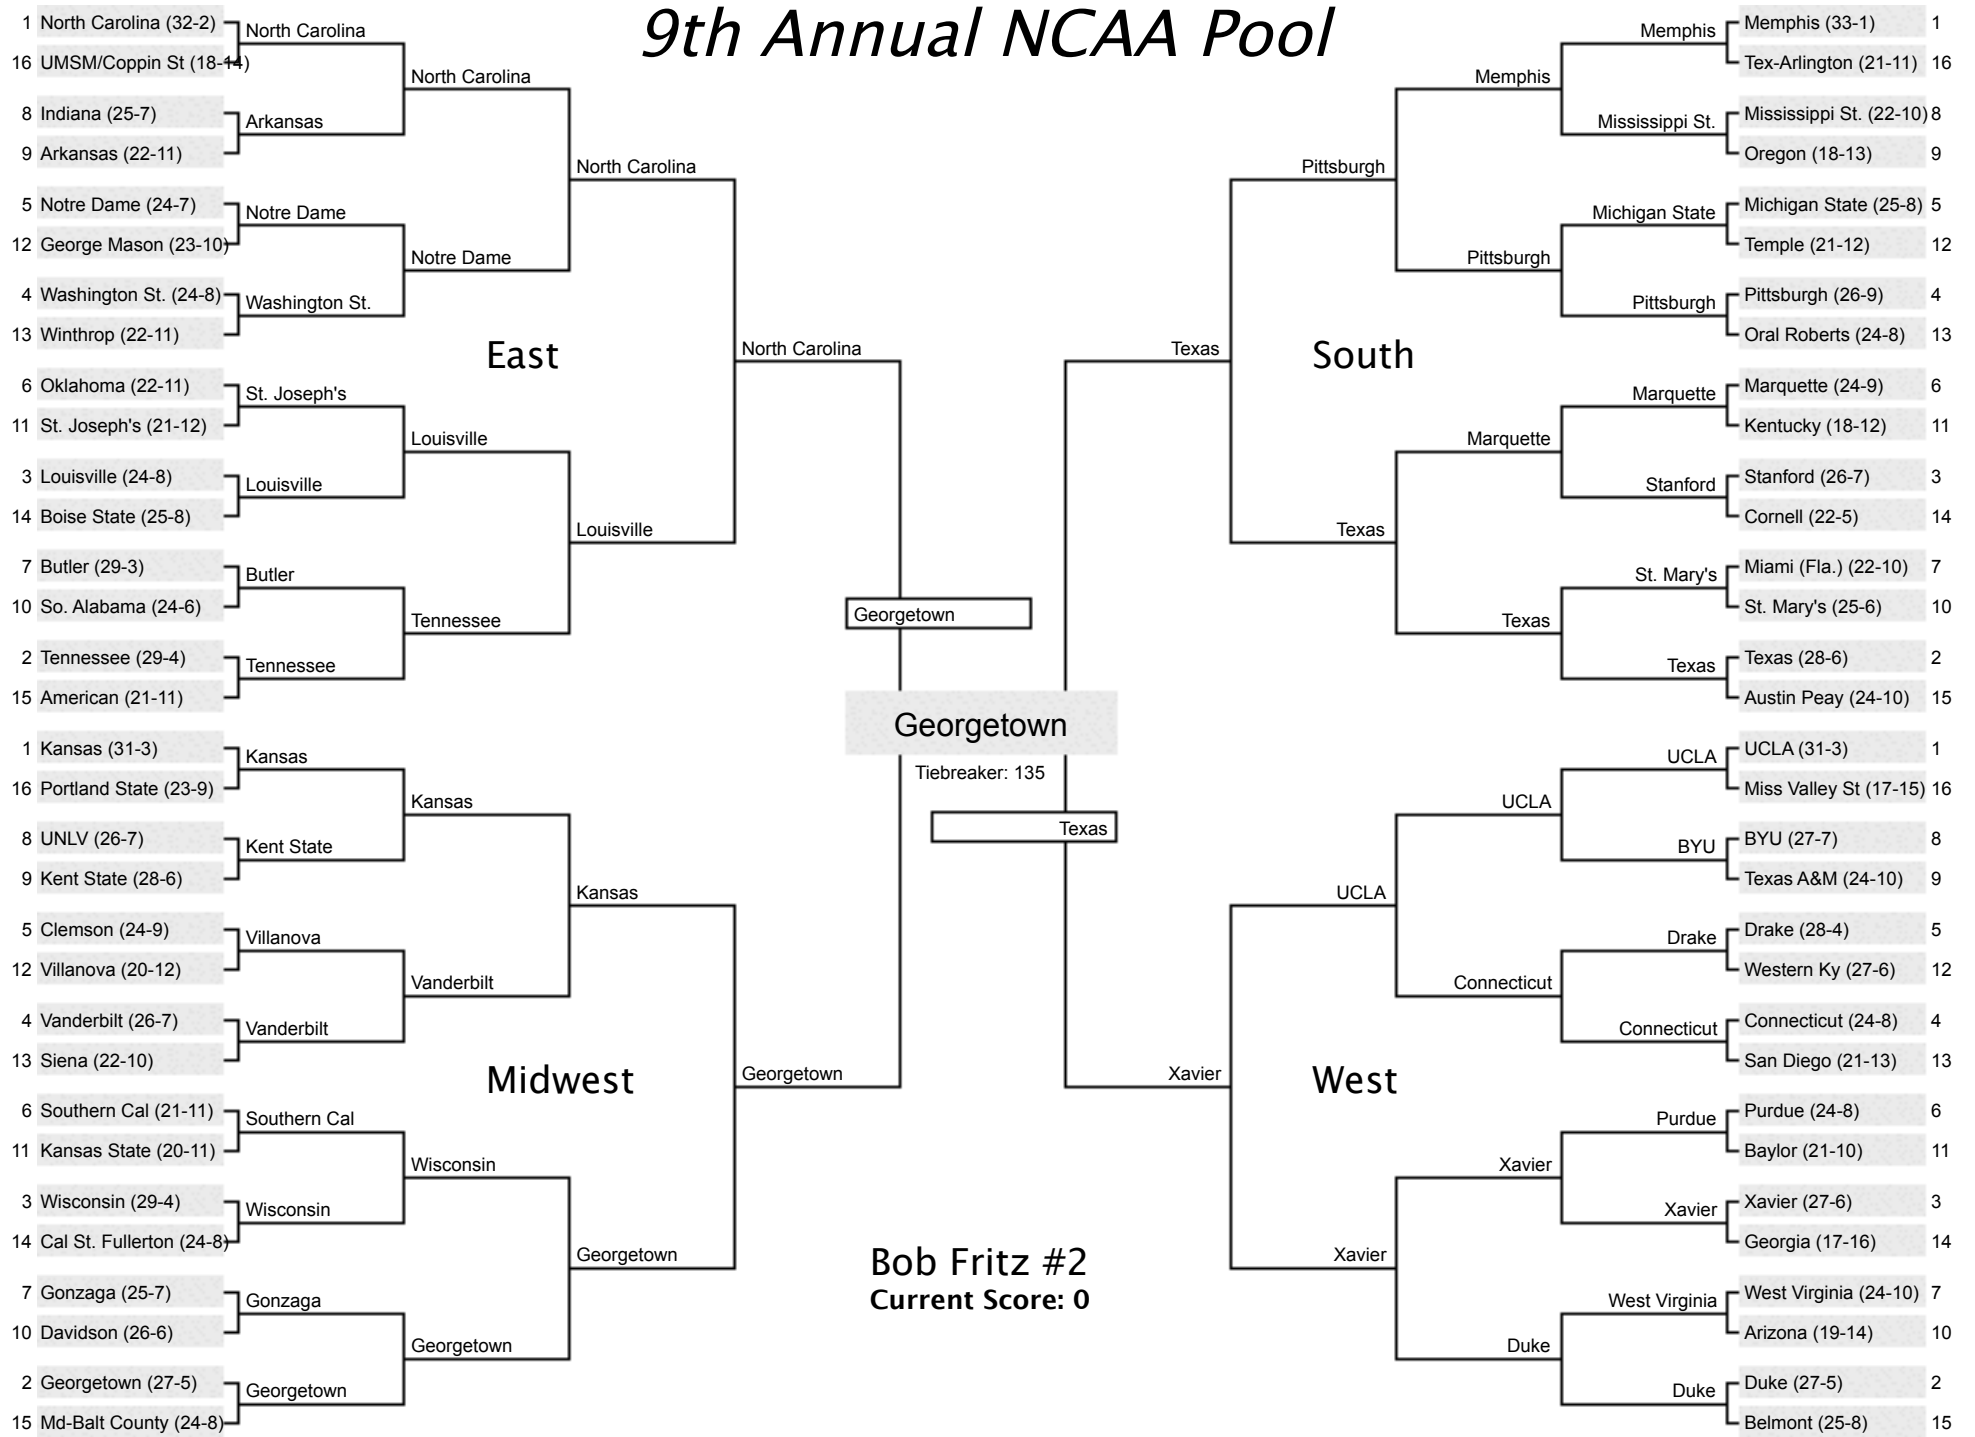 9th Annual NCAA Pool
1 North Carolina (32-2)
16 UMSM/Coppin St (18-14)
8 Indiana (25-7)
9 Arkansas (22-11)
5 Notre Dame (24-7)
12 George Mason (23-10)
4 Washington St. (24-8)
13 Winthrop (22-11)
6 Oklahoma (22-11)
11 St. Joseph's (21-12)
3 Louisville (24-8)
14 Boise State (25-8)
7 Butler (29-3)
10 So. Alabama (24-6)
2 Tennessee (29-4)
15 American (21-11)
North Carolina
Arkansas
Notre Dame
Washington St.
St. Joseph's
Louisville
Butler
Tennessee
North Carolina
Notre Dame
Louisville
Tennessee
North Carolina
Louisville
North Carolina
East
1 Kansas (31-3)
16 Portland State (23-9)
8 UNLV (26-7)
9 Kent State (28-6)
5 Clemson (24-9)
12 Villanova (20-12)
4 Vanderbilt (26-7)
13 Siena (22-10)
6 Southern Cal (21-11)
11 Kansas State (20-11)
3 Wisconsin (29-4)
14 Cal St. Fullerton (24-8)
7 Gonzaga (25-7)
10 Davidson (26-6)
2 Georgetown (27-5)
15 Md-Balt County (24-8)
Kansas
Kent State
Villanova
Vanderbilt
Southern Cal
Wisconsin
Gonzaga
Georgetown
Kansas
Vanderbilt
Wisconsin
Georgetown
Kansas
Georgetown
Georgetown
Midwest
Georgetown
Georgetown
Tiebreaker: 135
Texas
Bob Fritz #2
Current Score: 0
Memphis (33-1) 1
Tex-Arlington (21-11) 16
Mississippi St. (22-10) 8
Oregon (18-13) 9
Michigan State (25-8) 5
Temple (21-12) 12
Pittsburgh (26-9) 4
Oral Roberts (24-8) 13
Marquette (24-9) 6
Kentucky (18-12) 11
Stanford (26-7) 3
Cornell (22-5) 14
Miami (Fla.) (22-10) 7
St. Mary's (25-6) 10
Texas (28-6) 2
Austin Peay (24-10) 15
Memphis
Mississippi St.
Michigan State
Pittsburgh
Marquette
Stanford
St. Mary's
Texas
Memphis
Pittsburgh
Marquette
Texas
Pittsburgh
Texas
Texas
South
UCLA (31-3) 1
Miss Valley St (17-15) 16
BYU (27-7) 8
Texas A&M (24-10) 9
Drake (28-4) 5
Western Ky (27-6) 12
Connecticut (24-8) 4
San Diego (21-13) 13
Purdue (24-8) 6
Baylor (21-10) 11
Xavier (27-6) 3
Georgia (17-16) 14
West Virginia (24-10) 7
Arizona (19-14) 10
Duke (27-5) 2
Belmont (25-8) 15
UCLA
BYU
Drake
Connecticut
Purdue
Xavier
West Virginia
Duke
UCLA
Connecticut
Xavier
Duke
UCLA
Xavier
Xavier
West